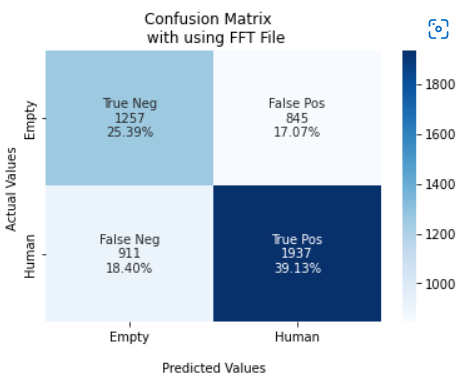 Confusion Matrix
with using FFT File
True Neg
1257
25.39%
False Pos
845
17.07%
False Neg
911
18.40%
True Pos
1937
39.13%
Empty
Human
Actual Values
Empty
Human
Predicted Values
1800
1600
1400
1200
1000